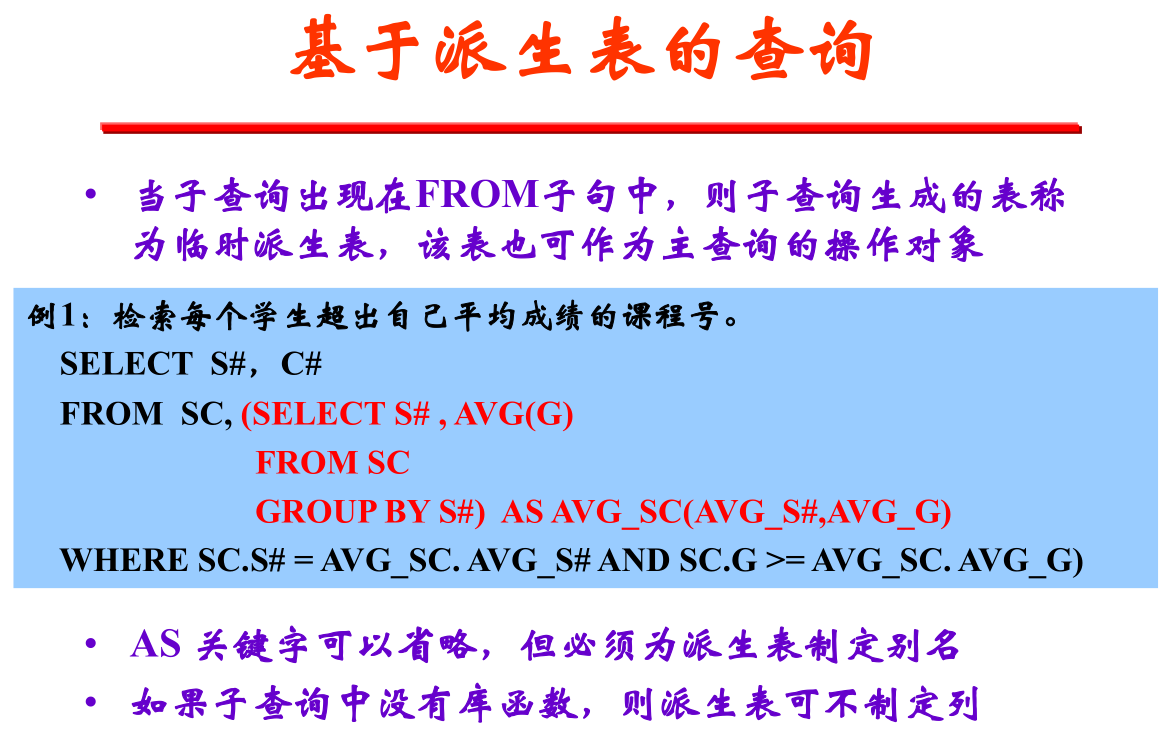 基于派生表的查询
• 当子查询出现在FROM子句中，则子查询生成的表称
为临时派生表，该表也可作为主查询的操作对象
例1：检索每个学生超出自己平均成绩的课程号。
SELECT S#，C#
FROM SC, (SELECT S# , AVG(G)
FROM SC
GROUP BY S#) AS AVG_SC(AVG_S#,AVG_G)
WHERE SC.S# = AVG_SC. AVG_S# AND SC.G >= AVG_SC. AVG_G)
• AS 关键字可以省略，但必须为派生表制定别名
• 如果子查询中没有库函数，则派生表可不制定列